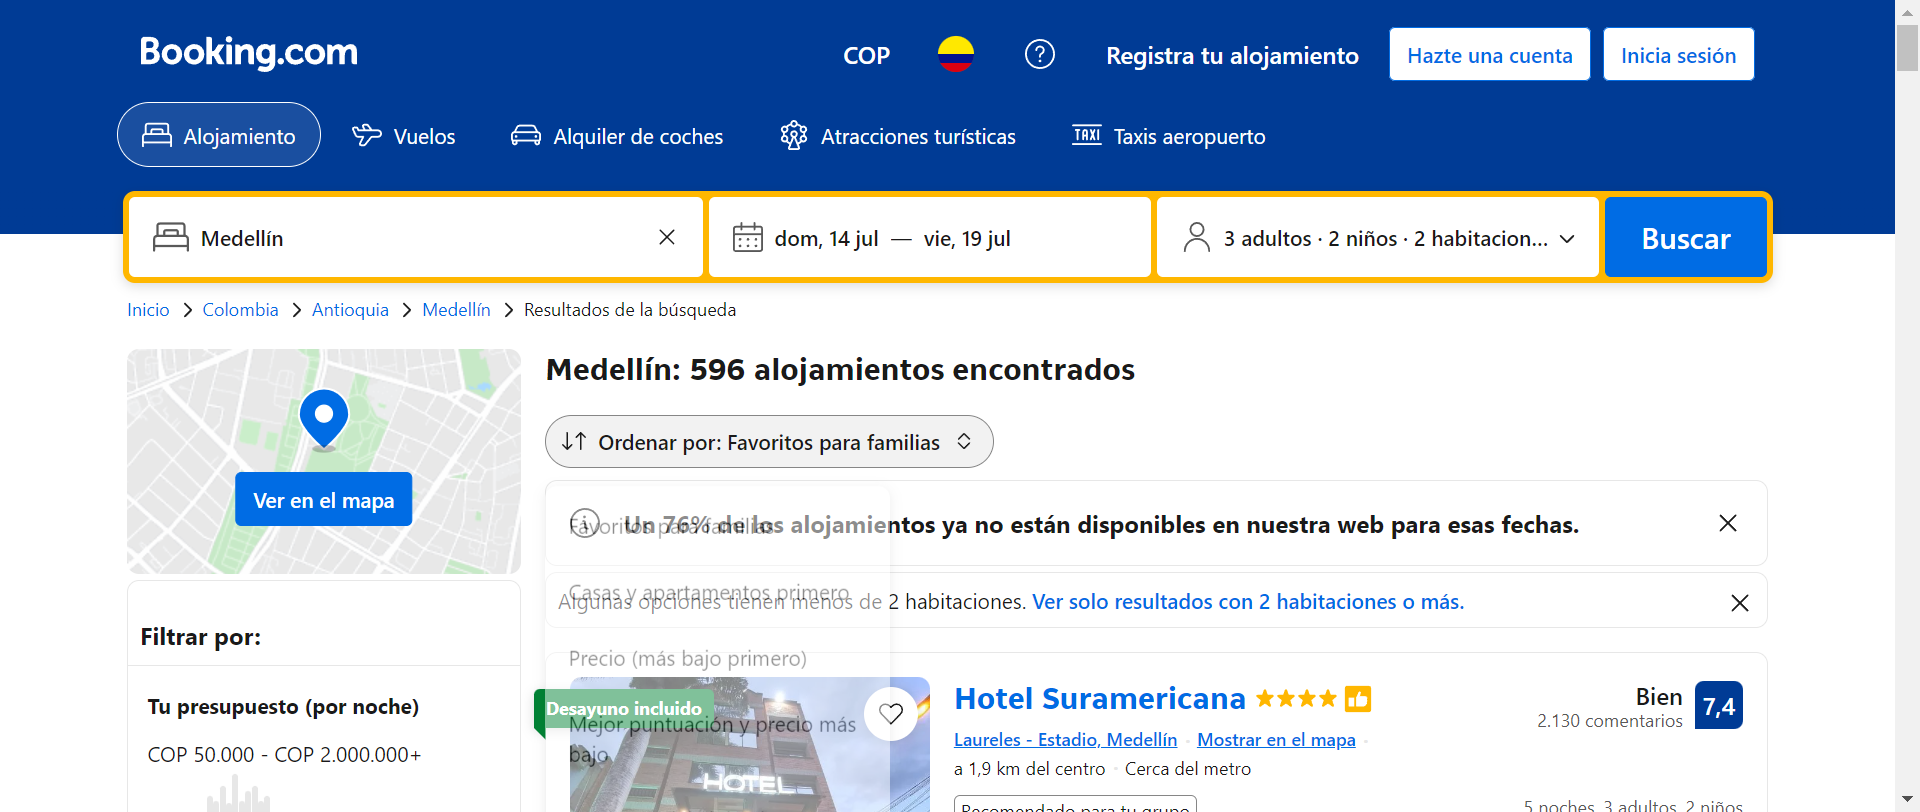 Booking.com
COP
Registra tu alojamiento
Hazte una cuenta
Inicia sesión
Alojamiento
Vuelos
Alquiler de coches
Atracciones turísticas
TAXI
Taxis aeropuerto
Medellín
dom, 14 jul — vie, 19 jul
3 adultos · 2 niños · 2 habitacion...
Buscar
Inicio > Colombia > Antioquia > Medellín > Resultados de la búsqueda
Ver en el mapa
Filtrar por:
Tu presupuesto (por noche)
COP 50.000 - COP 2.000.000+
Medellín: 596 alojamientos encontrados
Ordenar por: Favoritos para familias
Favoritos para familias
Casas y apartamentos primero
Precio (más bajo primero)
Mejor puntuación y precio más
bajo
Un 76% de los alojamientos ya no están disponibles en nuestra web para esas fechas.
Algunas opciones tienen menos de 2 habitaciones. Ver solo resultados con 2 habitaciones o más.
Desayuno incluido
HOTEL
Hotel Suramericana
Bien
2.130 comentarios
7,4
Laureles - Estadio, Medellín
Mostrar en el mapa
a 1,9 km del centro
Cerca del metro
Recomendado para tu grupo
5 noches, 3 adultos, 2 niños